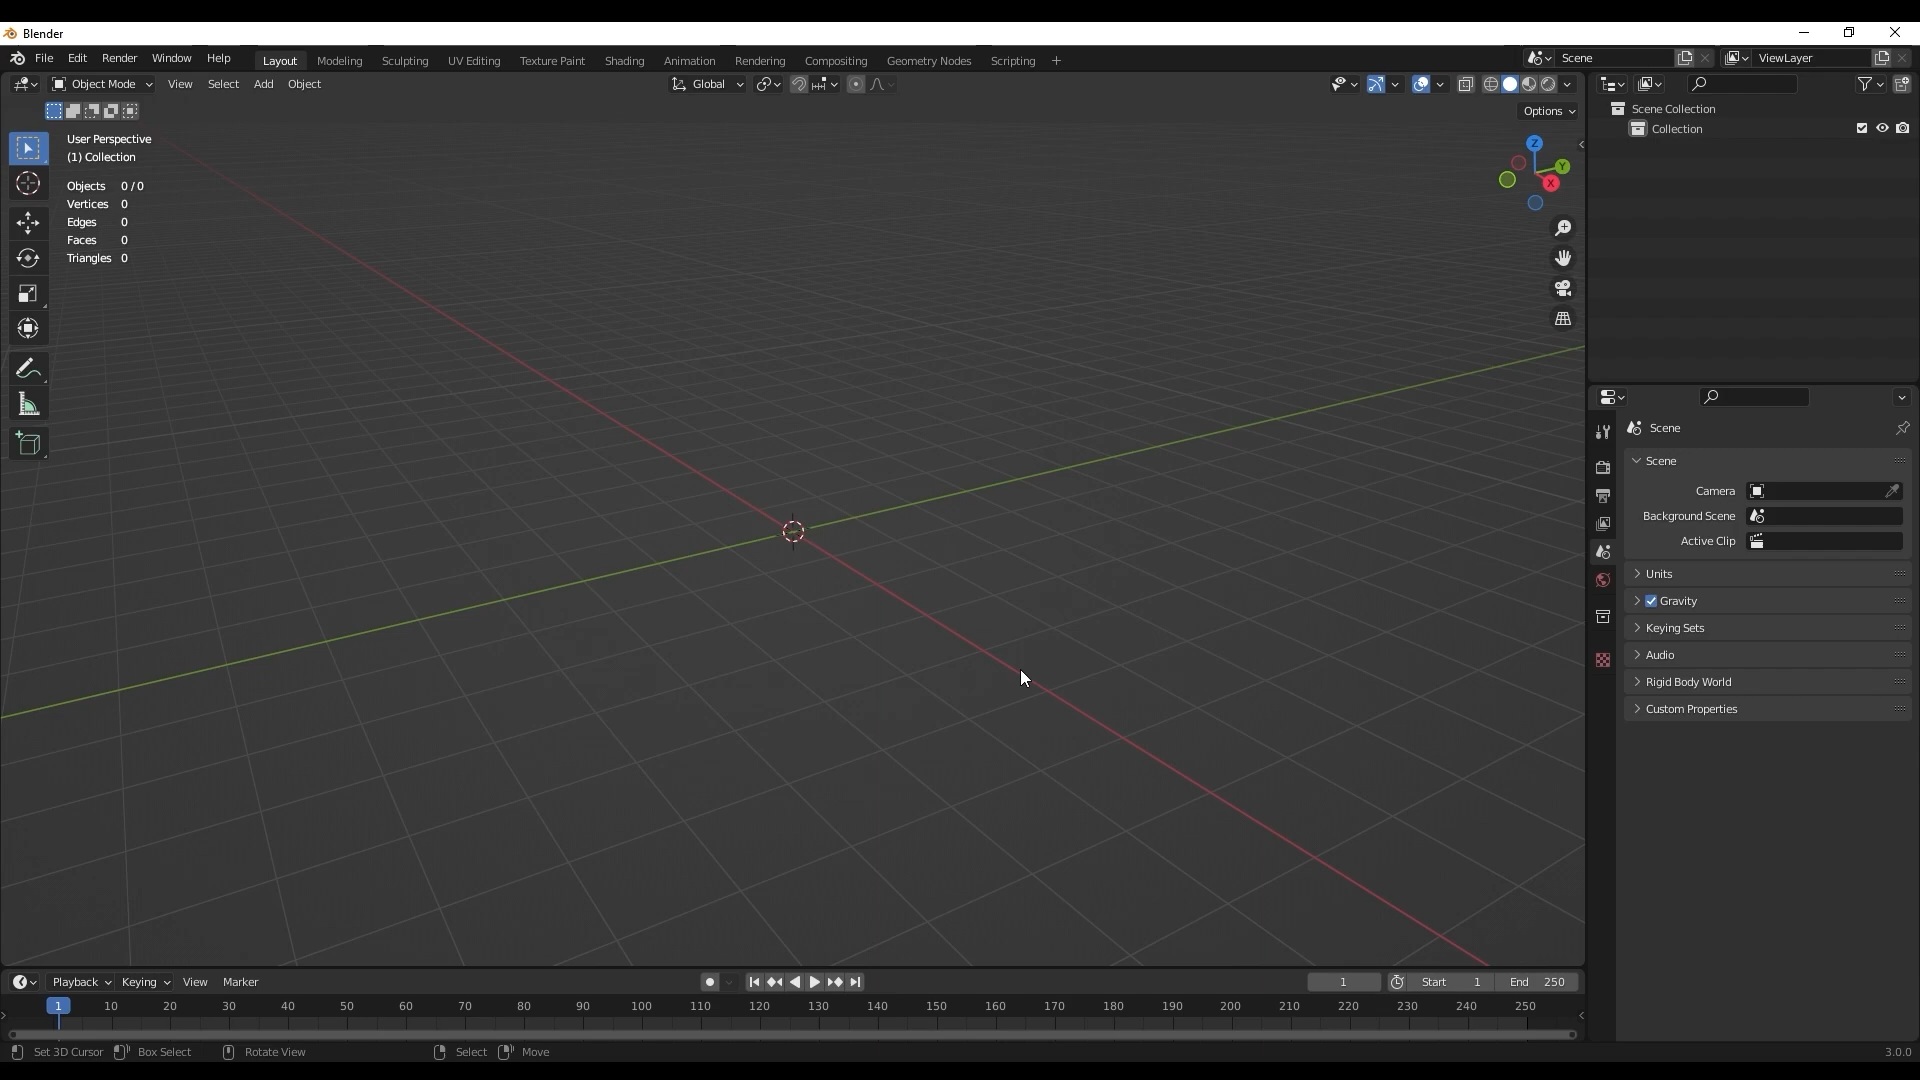 Blender
File Edit Render Window Help Layout Modeling Sculpting UV Editing Texture Paint Shading Animation Rendering Compositing Geometry Nodes Scripting + Scene ViewLayer
Object Mode View Select Add Object Global
Options
User Perspective
(1) Collection
Objects 0 / 0
Vertices 0
Edges 0
Faces 0
Triangles 0
Z
Y
X
Scene Collection
Collection
Scene
Scene
Camera
Background Scene
Active Clip
Units
Gravity
Keying Sets
Audio
Rigid Body World
Custom Properties
Playback Keying View Marker 1 Start 1 End 250
1 10 20 30 40 50 60 70 80 90 100 110 120 130 140 150 160 170 180 190 200 210 220 230 240 250
Set 3D Cursor Box Select Rotate View Select Move 3.0.0